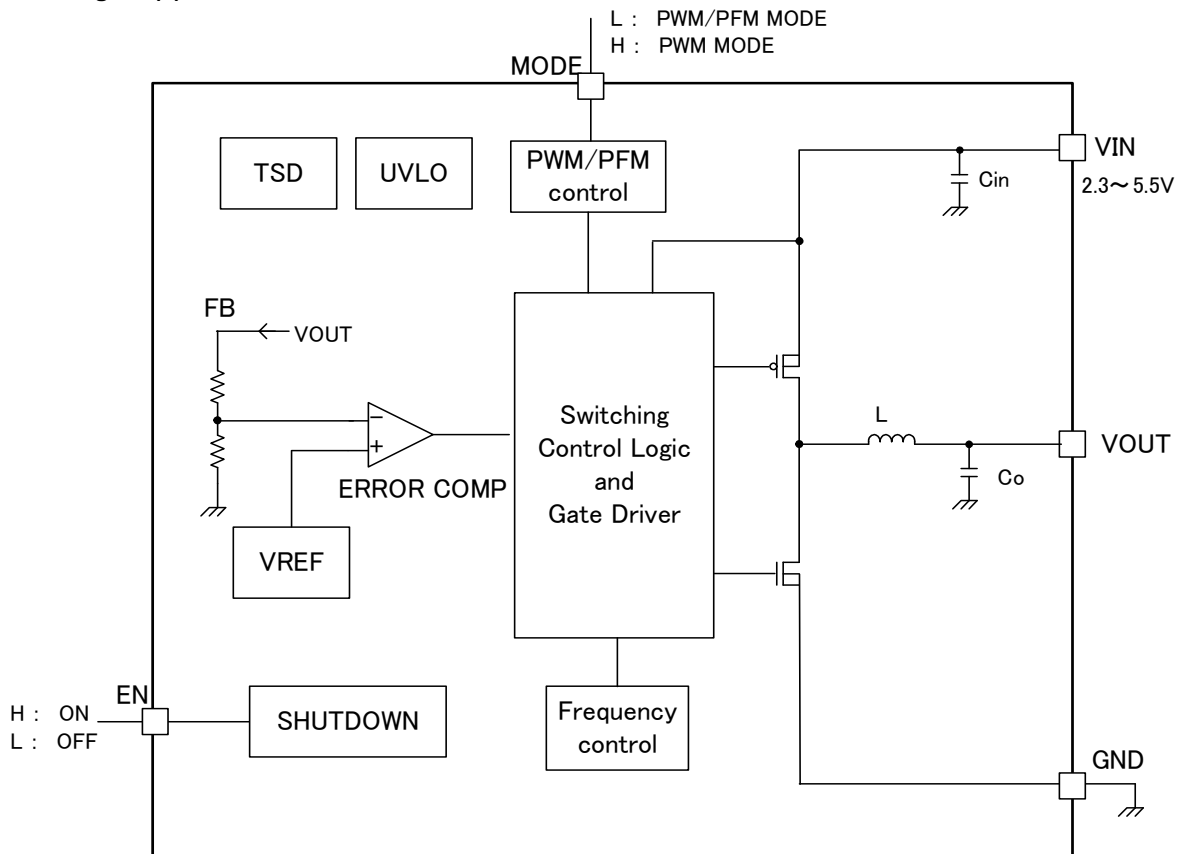 L : PWM/PFM MODE
H : PWM MODE
MODE
TSD
UVLO
PWM/PFM
control
VIN
2.3～5.5V
Cin
FB
VOUT
ERROR COMP
VREF
Switching
Control Logic
and
Gate Driver
L
VOUT
Co
EN
H : ON
L : OFF
SHUTDOWN
Frequency
control
GND